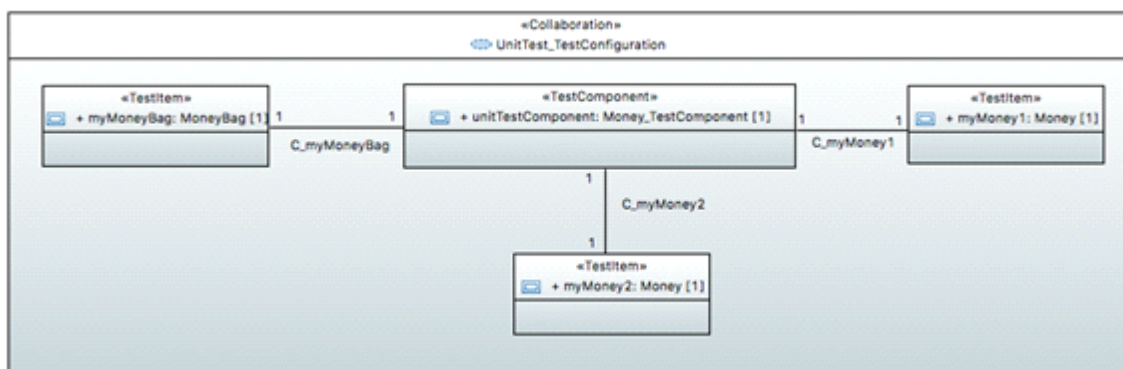 «Collaboration»
UnitTest_TestConfiguration
«TestItem»
+ myMoneyBag: MoneyBag [1]
1
1
C_myMoneyBag
«TestComponent»
+ unitTestComponent: Money_TestComponent [1]
1
1
C_myMoney1
«TestItem»
+ myMoney1: Money [1]
1
C_myMoney2
1
«TestItem»
+ myMoney2: Money [1]